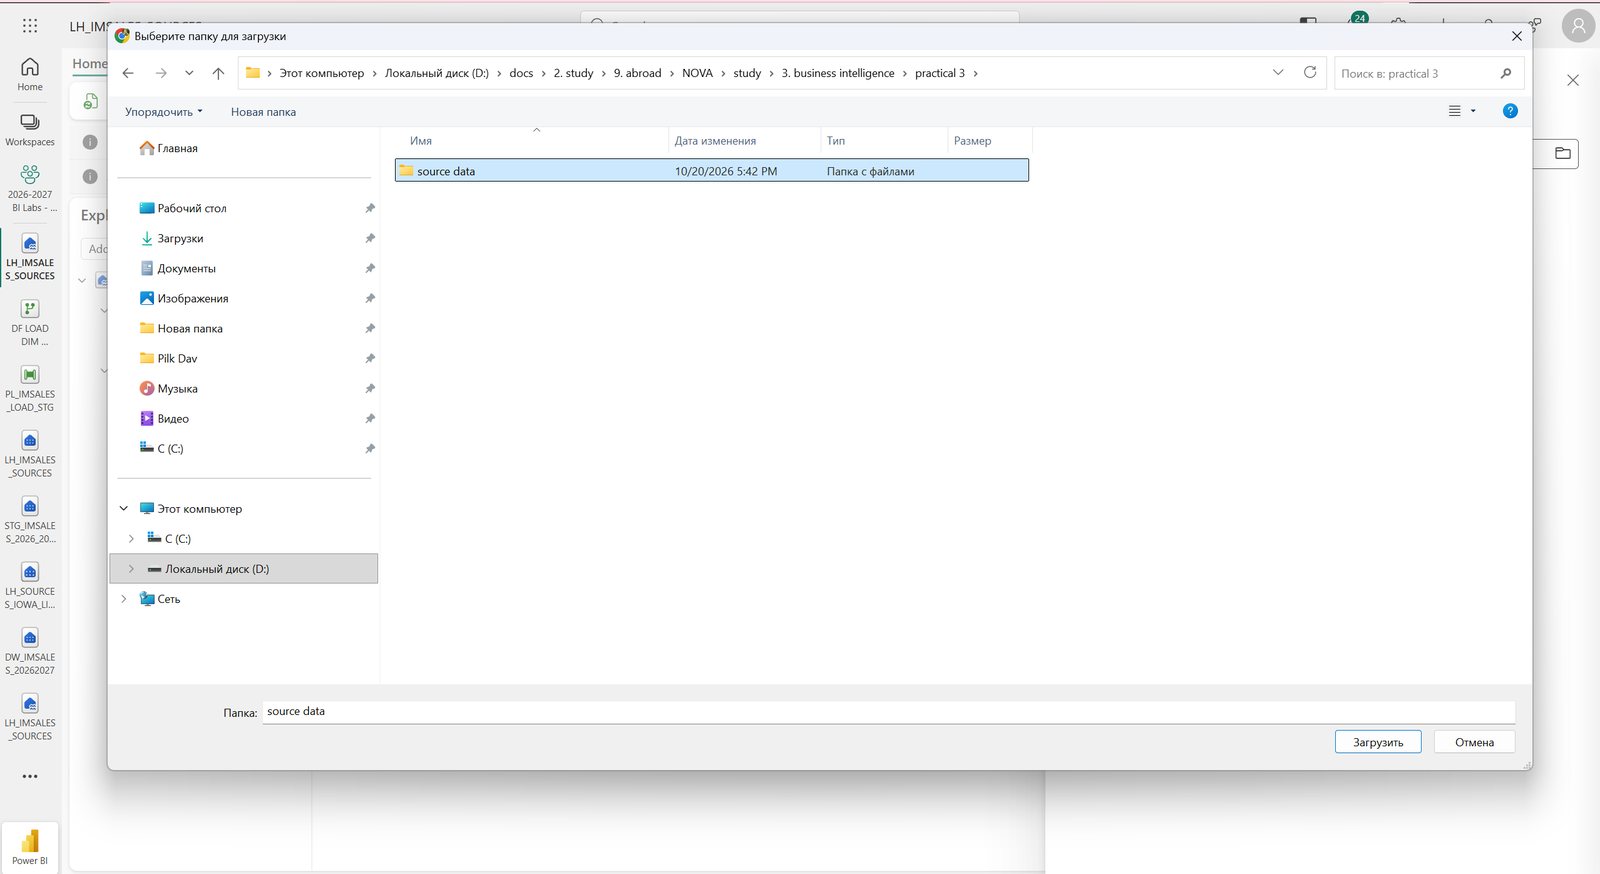 LH_IMSALES_SOURCES
24
Выберите папку для загрузки
Этот компьютер
Локальный диск (D:)
docs
2. study
9. abroad
NOVA
study
3. business intelligence
practical 3
Поиск в: practical 3
Упорядочить
Новая папка
Имя
Дата изменения
Тип
Размер
source data
10/20/2026 5:42 PM
Папка с файлами
Главная
Рабочий стол
Загрузки
Документы
Изображения
Новая папка
Pilk Dav
Музыка
Видео
C (C:)
Этот компьютер
C (C:)
Локальный диск (D:)
Сеть
Папка:
source data
Загрузить
Отмена
Home
Expl
Add
Home
Workspaces
2026-2027
BI Labs - ...
LH_IMSALE
S_SOURCES
DF LOAD
DIM ...
PL_IMSALES
_LOAD_STG
LH_IMSALES
_SOURCES
STG_IMSALE
S_2026_20...
LH_SOURCE
S_IOWA_LI...
DW_IMSALE
S_20262027
LH_IMSALES
_SOURCES
Power BI